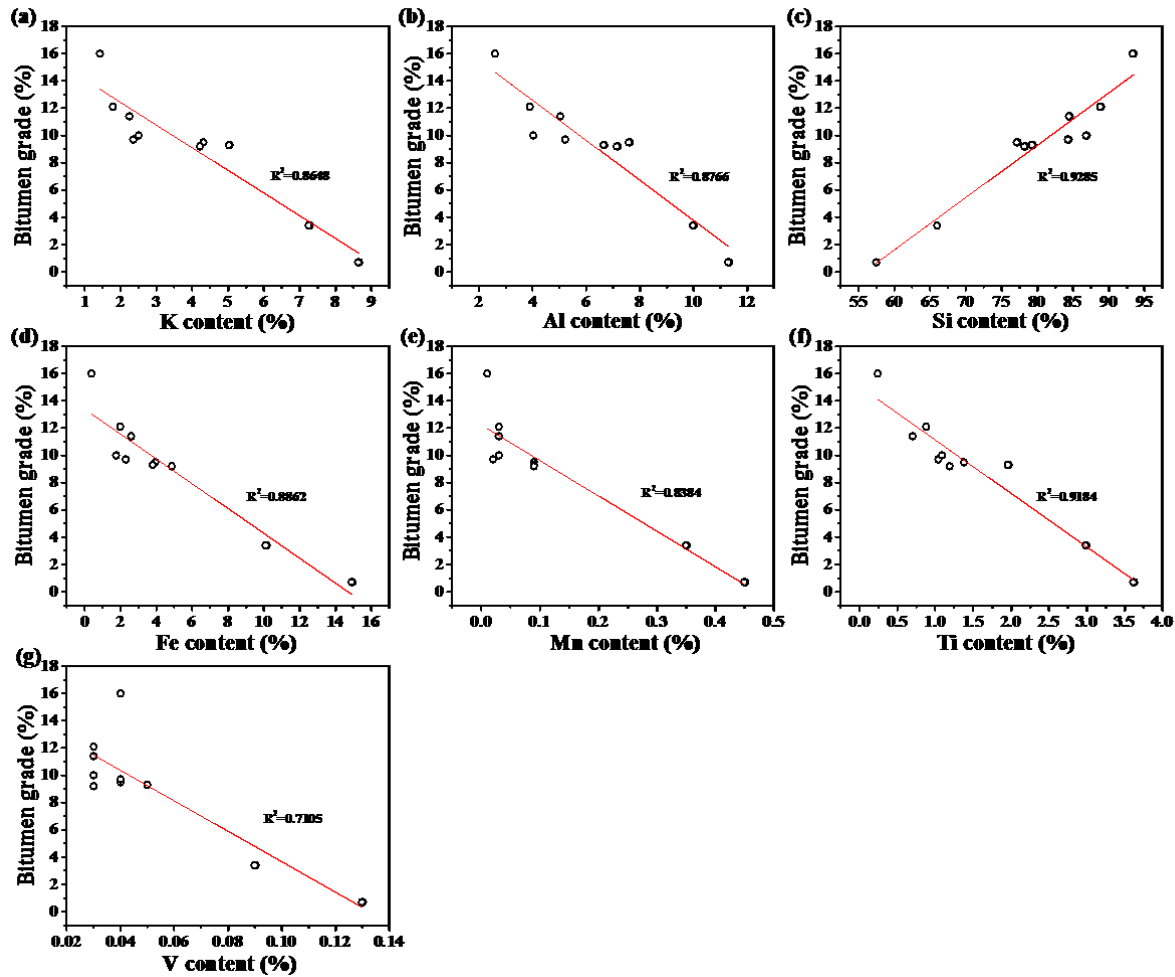 (a)
18
16
14
12
10
8
6
4
2
0
Bitumen grade (%)
R²=0.8648
1 2 3 4 5 6 7 8 9
K content (%)
(b)
18
16
14
12
10
8
6
4
2
0
Bitumen grade (%)
R²=0.8766
2 4 6 8 10 12
Al content (%)
(c)
18
16
14
12
10
8
6
4
2
0
Bitumen grade (%)
R²=0.9285
55 60 65 70 75 79 85 89 95
Si content (%)
(d)
18
16
14
12
10
8
6
4
2
0
Bitumen grade (%)
R²=0.8862
0 2 4 6 8 10 12 14 16
Fe content (%)
(e)
18
16
14
12
10
8
6
4
2
0
Bitumen grade (%)
R²=0.8384
0.0 0.1 0.2 0.3 0.4 0.5
Mn content (%)
(f)
18
16
14
12
10
8
6
4
2
0
Bitumen grade (%)
R²=0.9184
0.0 0.5 1.0 1.5 2.0 2.5 3.0 3.5 4.0
Ti content (%)
(g)
18
16
14
12
10
8
6
4
2
0
Bitumen grade (%)
R²=0.7105
0.02 0.04 0.06 0.08 0.10 0.12 0.14
V content (%)